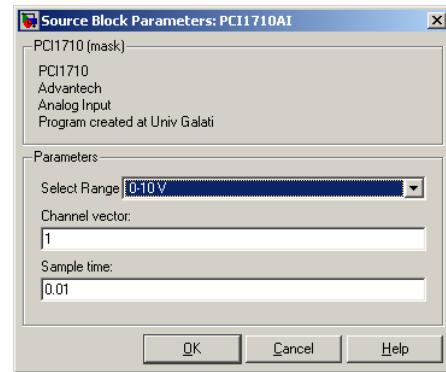 Source Block Parameters: PCI1710AI
PCI1710 (mask)
PCI1710
Advantech
Analog Input
Program created at Univ Galati
Parameters
Select Range 0-10 V
Channel vector:
1
Sample time:
0.01
OK Cancel Help